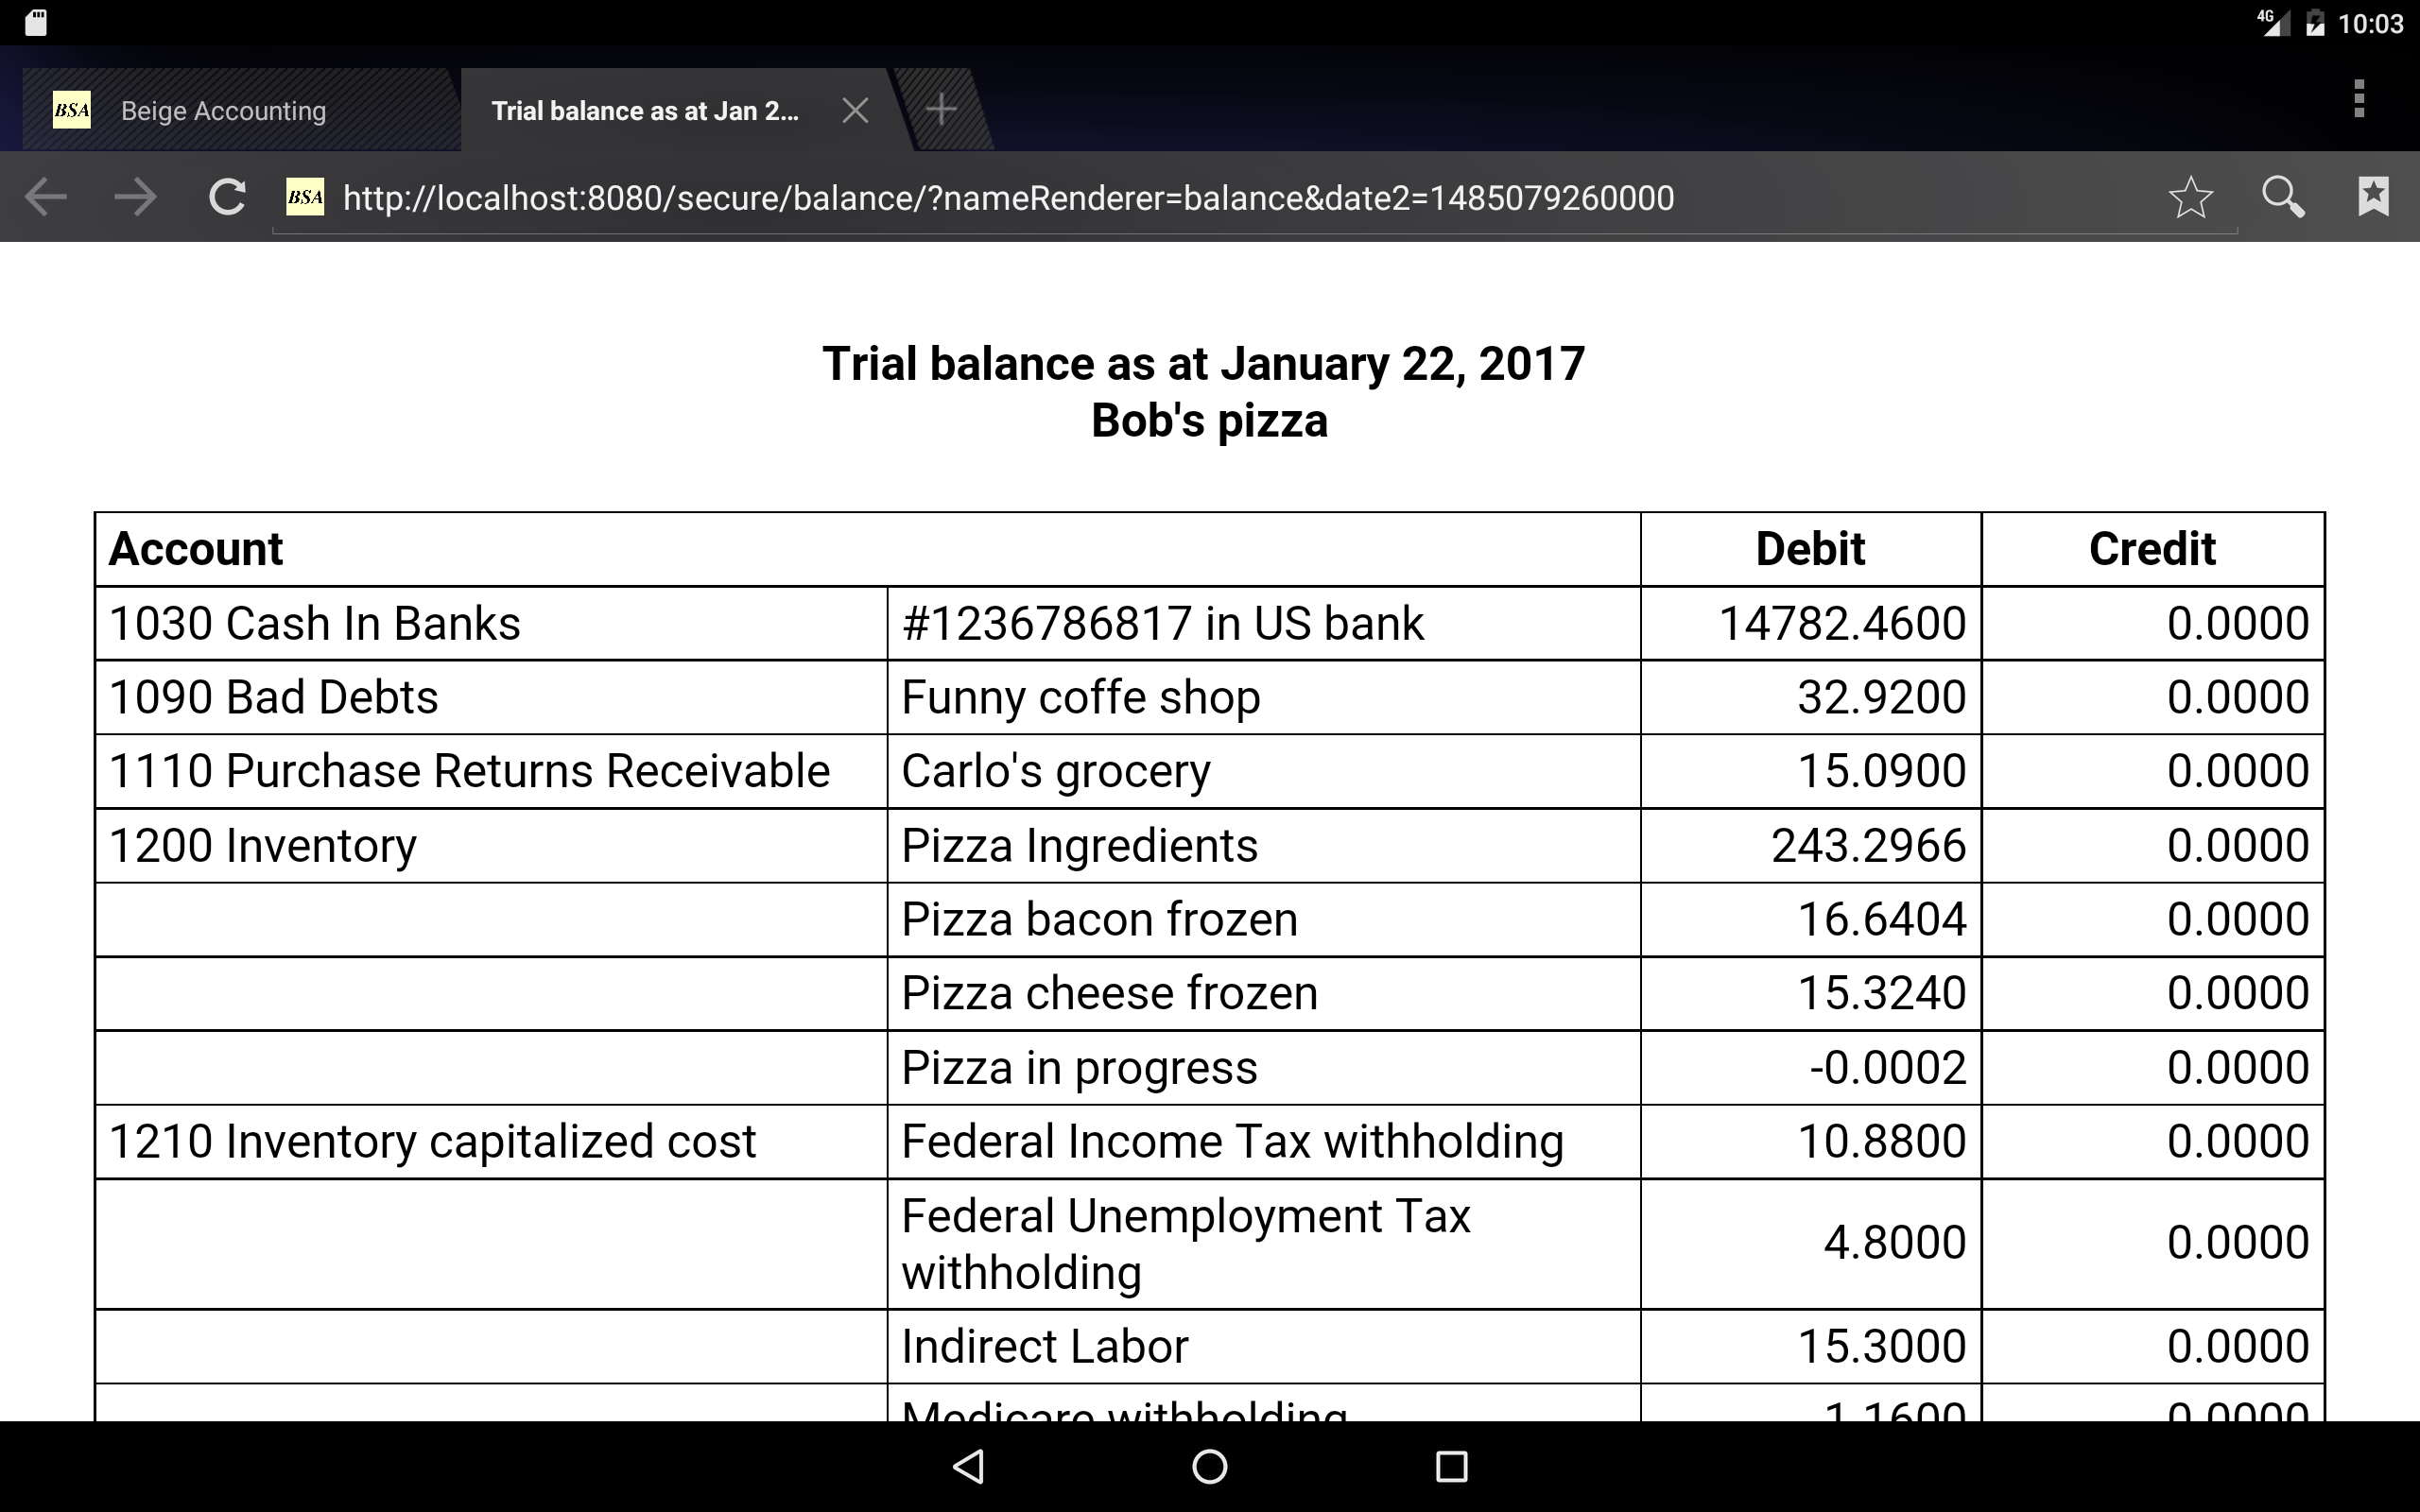 4G 10:03
BSA Beige Accounting Trial balance as at Jan 2...
BSA http://localhost:8080/secure/balance/?nameRenderer=balance&date2=1485079260000
Trial balance as at January 22, 2017
Bob's pizza
Account Debit Credit
1030 Cash In Banks #1236786817 in US bank 14782.4600 0.0000
1090 Bad Debts Funny coffe shop 32.9200 0.0000
1110 Purchase Returns Receivable Carlo's grocery 15.0900 0.0000
1200 Inventory Pizza Ingredients 243.2966 0.0000
Pizza bacon frozen 16.6404 0.0000
Pizza cheese frozen 15.3240 0.0000
Pizza in progress -0.0002 0.0000
1210 Inventory capitalized cost Federal Income Tax withholding 10.8800 0.0000
Federal Unemployment Tax
withholding 4.8000 0.0000
Indirect Labor 15.3000 0.0000
Medicare withholding 1.1600 0.0000